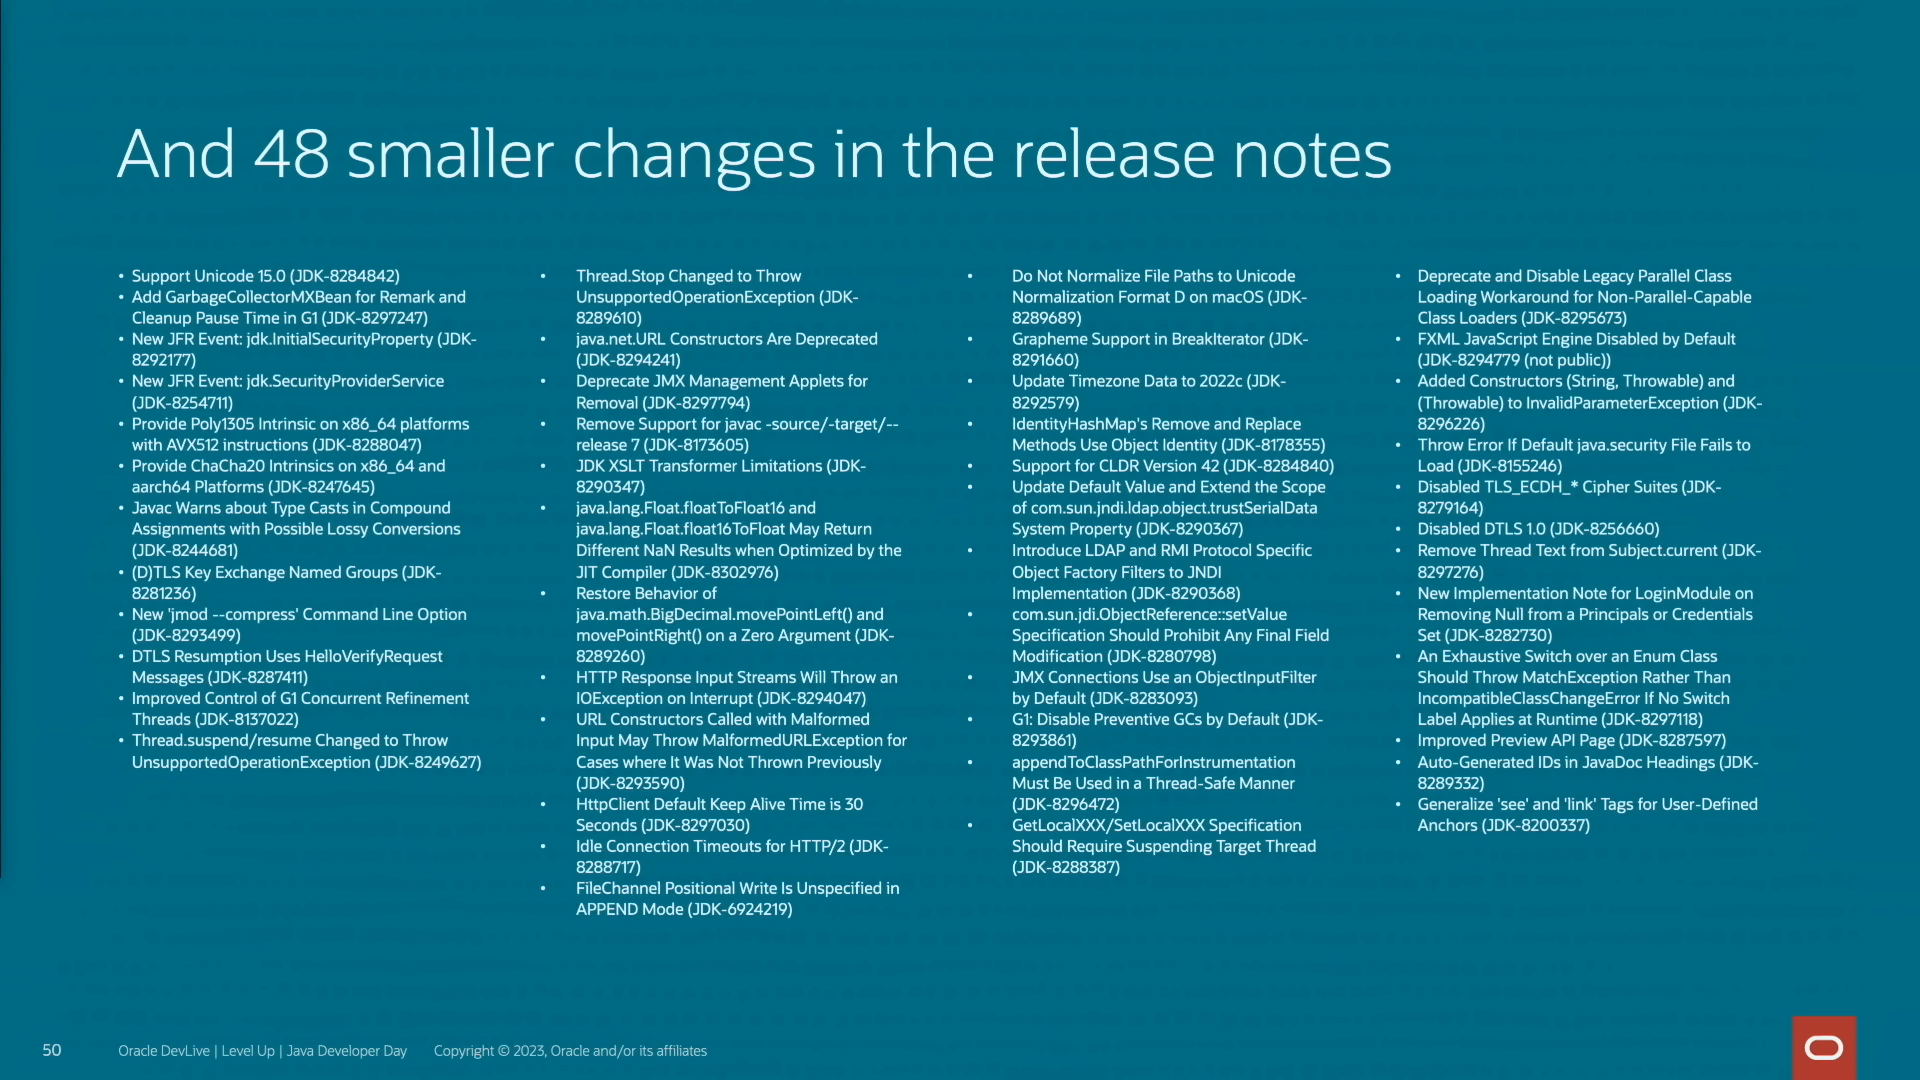 And 48 smaller changes in the release notes
• Support Unicode 15.0 (JDK-8284842)
• Add GarbageCollectorMXBean for Remark and
Cleanup Pause Time in G1 (JDK-8297247)
• New JFR Event: jdk.InitialSecurityProperty (JDK-
8292177)
• New JFR Event: jdk.SecurityProviderService
(JDK-8254711)
• Provide Poly1305 Intrinsic on x86_64 platforms
with AVX512 instructions (JDK-8288047)
• Provide ChaCha20 Intrinsics on x86_64 and
aarch64 Platforms (JDK-8247645)
• Javac Warns about Type Casts in Compound
Assignments with Possible Lossy Conversions
(JDK-8244681)
• (D)TLS Key Exchange Named Groups (JDK-
8281236)
• New 'jmod --compress' Command Line Option
(JDK-8293499)
• DTLS Resumption Uses HelloVerifyRequest
Messages (JDK-8287411)
• Improved Control of G1 Concurrent Refinement
Threads (JDK-8137022)
• Thread.suspend/resume Changed to Throw
UnsupportedOperationException (JDK-8249627)
• Thread.Stop Changed to Throw
UnsupportedOperationException (JDK-
8289610)
• java.net.URL Constructors Are Deprecated
(JDK-8294241)
• Deprecate JMX Management Applets for
Removal (JDK-8297794)
• Remove Support for javac -source/-target/--
release 7 (JDK-8173605)
• JDK XSLT Transformer Limitations (JDK-
8290347)
• java.lang.Float.floatToFloat16 and
java.lang.Float.float16ToFloat May Return
Different NaN Results when Optimized by the
JIT Compiler (JDK-8302976)
• Restore Behavior of
java.math.BigDecimal.movePointLeft() and
movePointRight() on a Zero Argument (JDK-
8289260)
• HTTP Response Input Streams Will Throw an
IOException on Interrupt (JDK-8294047)
• URL Constructors Called with Malformed
Input May Throw MalformedURLException for
Cases where It Was Not Thrown Previously
(JDK-8293590)
• HttpClient Default Keep Alive Time is 30
Seconds (JDK-8297030)
• Idle Connection Timeouts for HTTP/2 (JDK-
8288717)
• FileChannel Positional Write Is Unspecified in
APPEND Mode (JDK-6924219)
• Do Not Normalize File Paths to Unicode
Normalization Format D on macOS (JDK-
8289689)
• Grapheme Support in BreakIterator (JDK-
8291660)
• Update Timezone Data to 2022c (JDK-
8292579)
• IdentityHashMap's Remove and Replace
Methods Use Object Identity (JDK-8178355)
• Support for CLDR Version 42 (JDK-8284840)
• Update Default Value and Extend the Scope
of com.sun.jndi.ldap.object.trustSerialData
System Property (JDK-8290367)
• Introduce LDAP and RMI Protocol Specific
Object Factory Filters to JNDI
Implementation (JDK-8290368)
• com.sun.jdi.ObjectReference::setValue
Specification Should Prohibit Any Final Field
Modification (JDK-8280798)
• JMX Connections Use an ObjectInputFilter
by Default (JDK-8283093)
• G1: Disable Preventive GCs by Default (JDK-
8293861)
• appendToClassPathForInstrumentation
Must Be Used in a Thread-Safe Manner
(JDK-8296472)
• GetLocalXXX/SetLocalXXX Specification
Should Require Suspending Target Thread
(JDK-8288387)
• Deprecate and Disable Legacy Parallel Class
Loading Workaround for Non-Parallel-Capable
Class Loaders (JDK-8295673)
• FXML JavaScript Engine Disabled by Default
(JDK-8294779 (not public))
• Added Constructors (String, Throwable) and
(Throwable) to InvalidParameterException (JDK-
8296226)
• Throw Error If Default java.security File Fails to
Load (JDK-8155246)
• Disabled TLS_ECDH_* Cipher Suites (JDK-
8279164)
• Disabled DTLS 1.0 (JDK-8256660)
• Remove Thread Text from Subject.current (JDK-
8297276)
• New Implementation Note for LoginModule on
Removing Null from a Principals or Credentials
Set (JDK-8282730)
• An Exhaustive Switch over an Enum Class
Should Throw MatchException Rather Than
IncompatibleClassChangeError If No Switch
Label Applies at Runtime (JDK-8297118)
• Improved Preview API Page (JDK-8287597)
• Auto-Generated IDs in JavaDoc Headings (JDK-
8289332)
• Generalize 'see' and 'link' Tags for User-Defined
Anchors (JDK-8200337)
50 Oracle DevLive | Level Up | Java Developer Day Copyright © 2023, Oracle and/or its affiliates